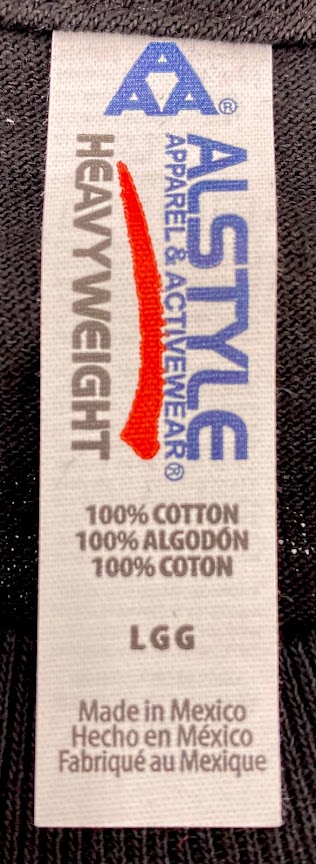 AAA®
ALSTYLE
APPAREL & ACTIVEWEAR®
HEAVYWEIGHT
100% COTTON
100% ALGODÓN
100% COTON
LGG
Made in Mexico
Hecho en México
Fabriqué au Mexique